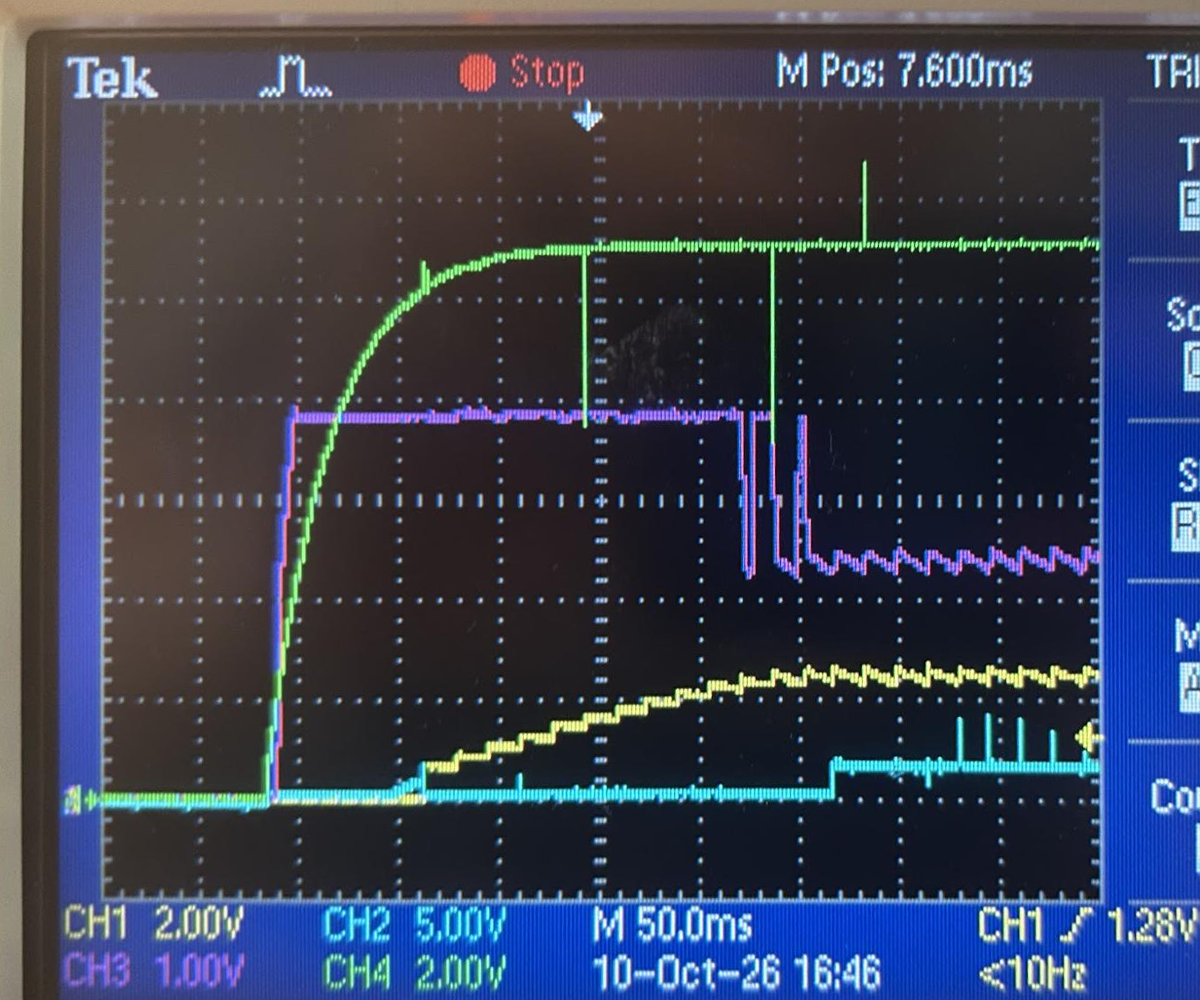 Tek Stop M Pos: 7.600ms TRI
CH1 2.00V CH2 5.00V M 50.0ms CH1 1.28V
CH3 1.00V CH4 2.00V 10-Oct-26 16:46 <10Hz